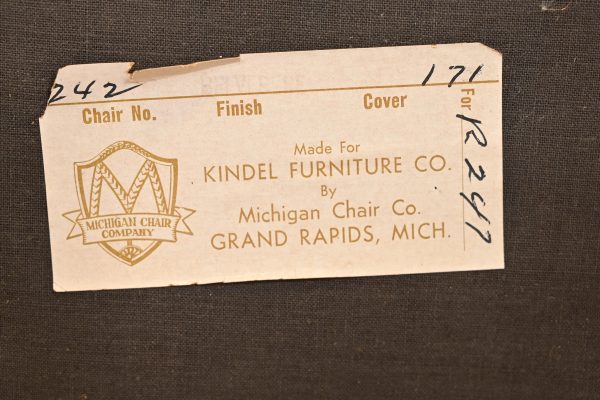 242 171
Chair No. Finish Cover
For R 247
Made For
KINDEL FURNITURE CO.
By
Michigan Chair Co.
GRAND RAPIDS, MICH.
M
MICHIGAN CHAIR
COMPANY